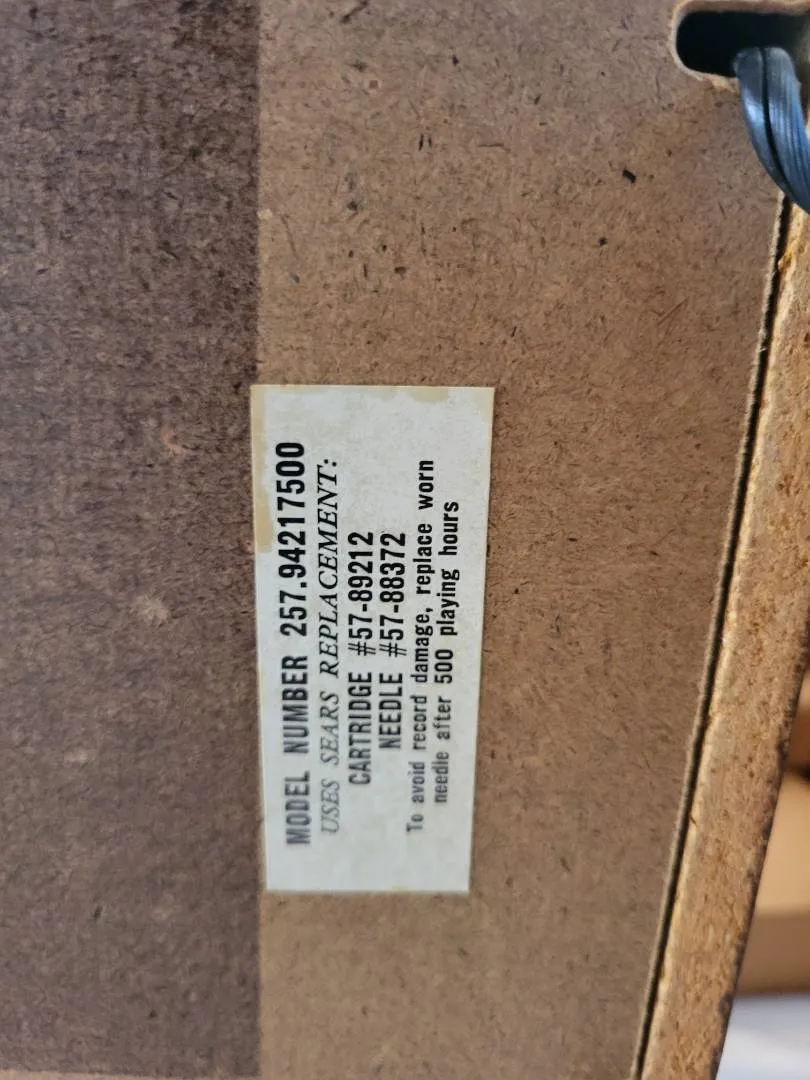 MODEL NUMBER 257.94217500
USES SEARS REPLACEMENT:
CARTRIDGE #57-89212
NEEDLE #57-88372
To avoid record damage, replace worn
needle after 500 playing hours